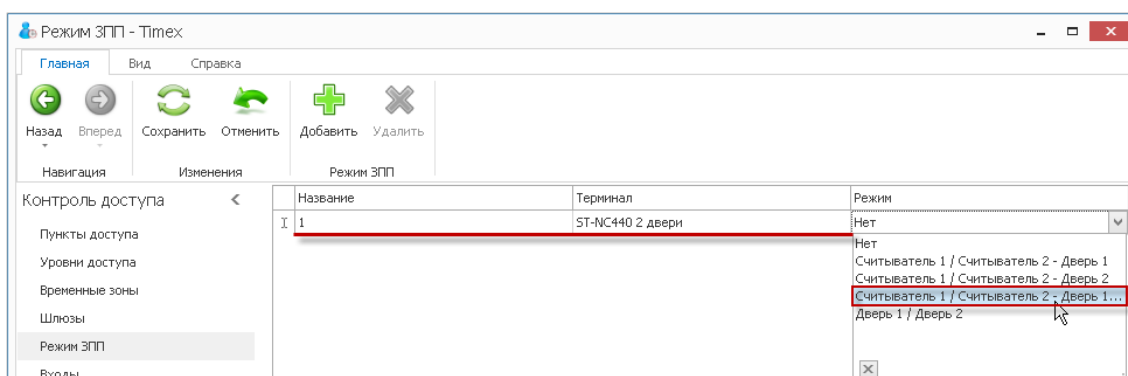 Режим ЗПП - Timex
Главная Вид Справка
Назад Вперед Сохранить Отменить Добавить Удалить
Навигация Изменения Режим ЗПП
Контроль доступа
Название Терминал Режим
1 ST-NC440 2 двери Нет
Нет
Пункты доступа
Считыватель 1 / Считыватель 2 - Дверь 1
Уровни доступа
Считыватель 1 / Считыватель 2 - Дверь 2
Временные зоны
Считыватель 1 / Считыватель 2 - Дверь 1...
Шлюзы
Дверь 1 / Дверь 2
Режим ЗПП
Входы